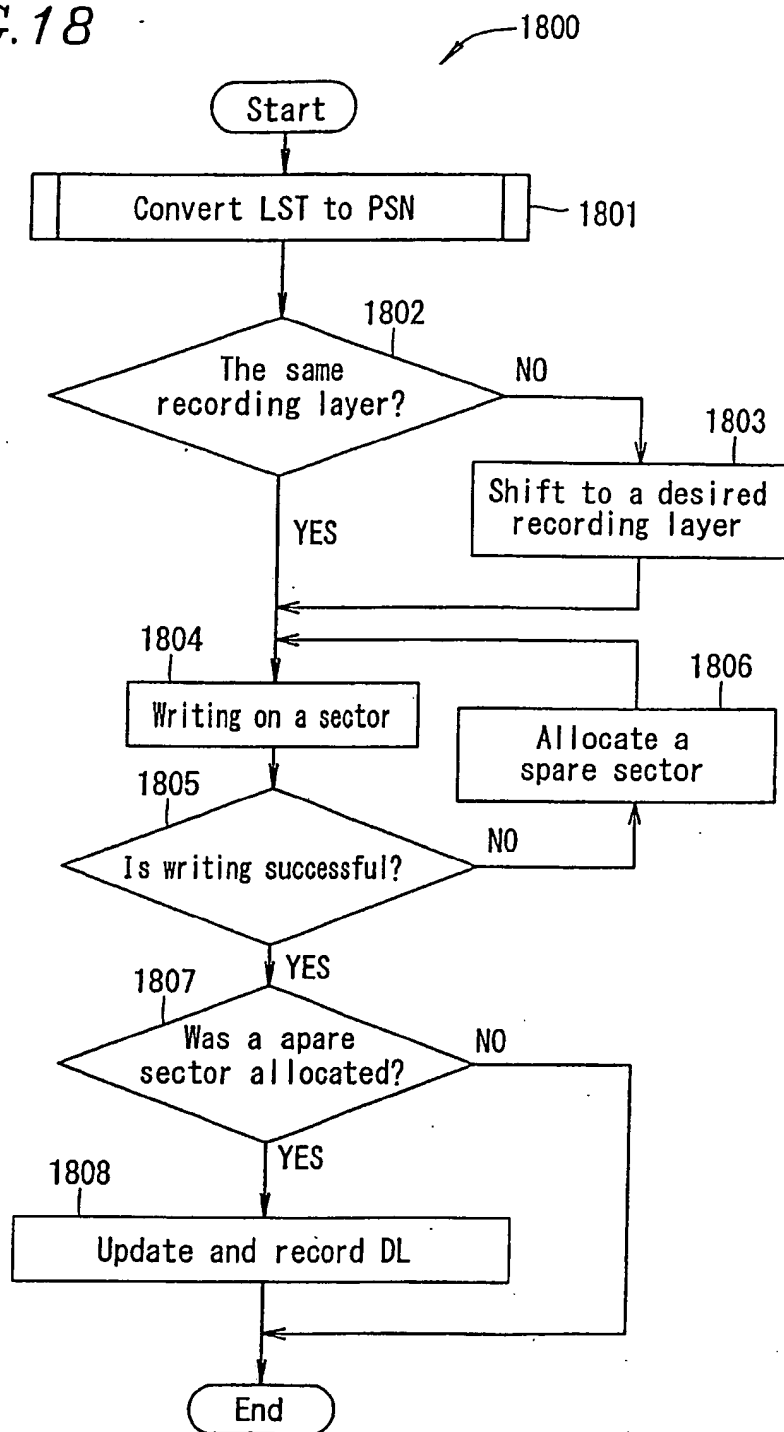 G.18
1800
Start
Convert LST to PSN
1801
1802
The same
recording layer?
NO
1803
Shift to a desired
recording layer
YES
1804
Writing on a sector
1806
Allocate a
spare sector
1805
Is writing successful?
NO
YES
1807
Was a apare
sector allocated?
NO
YES
1808
Update and record DL
End